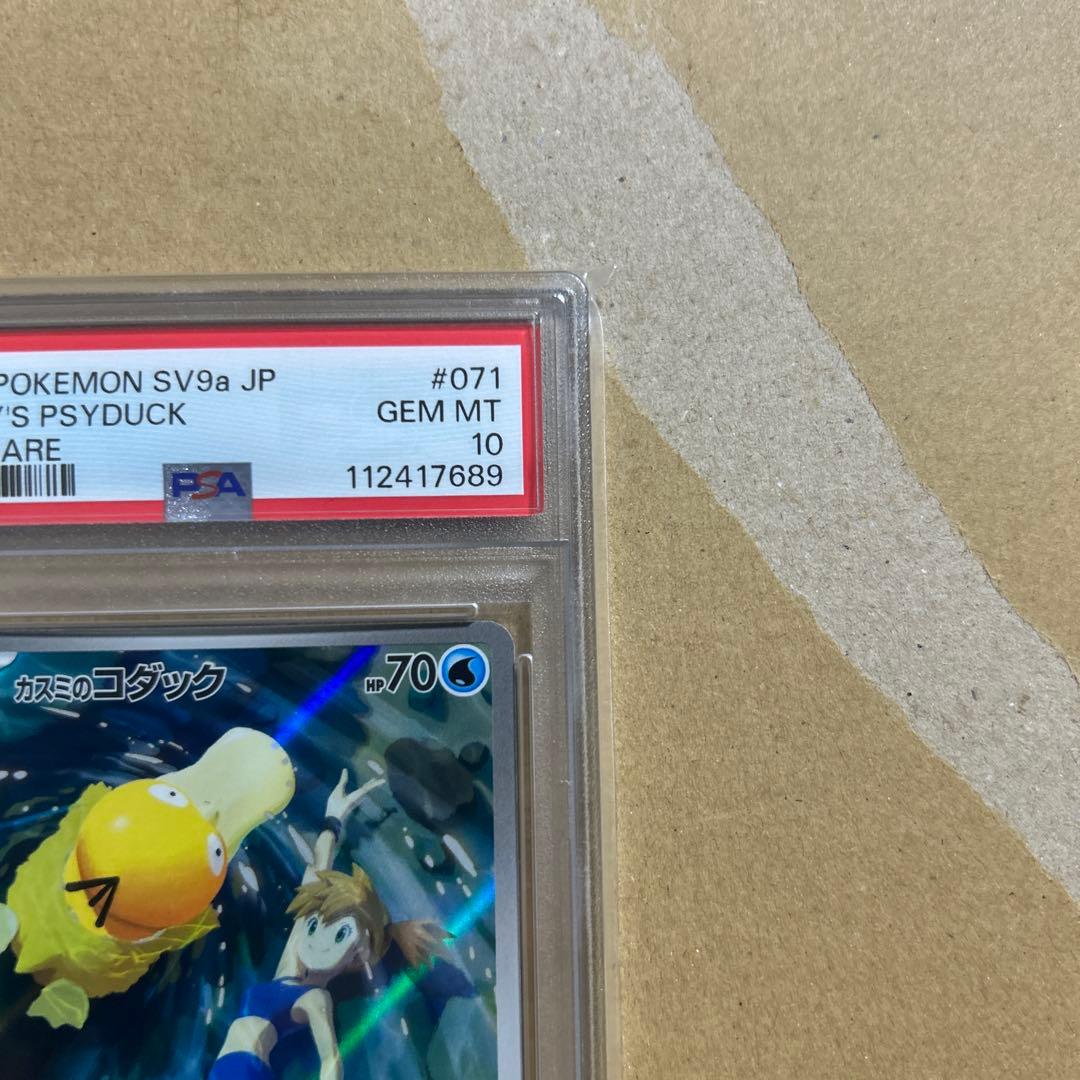 POKEMON SV9a JP #071
'S PSYDUCK GEM MT
ARE 10
PSA 112417689
カスミのコダック HP70